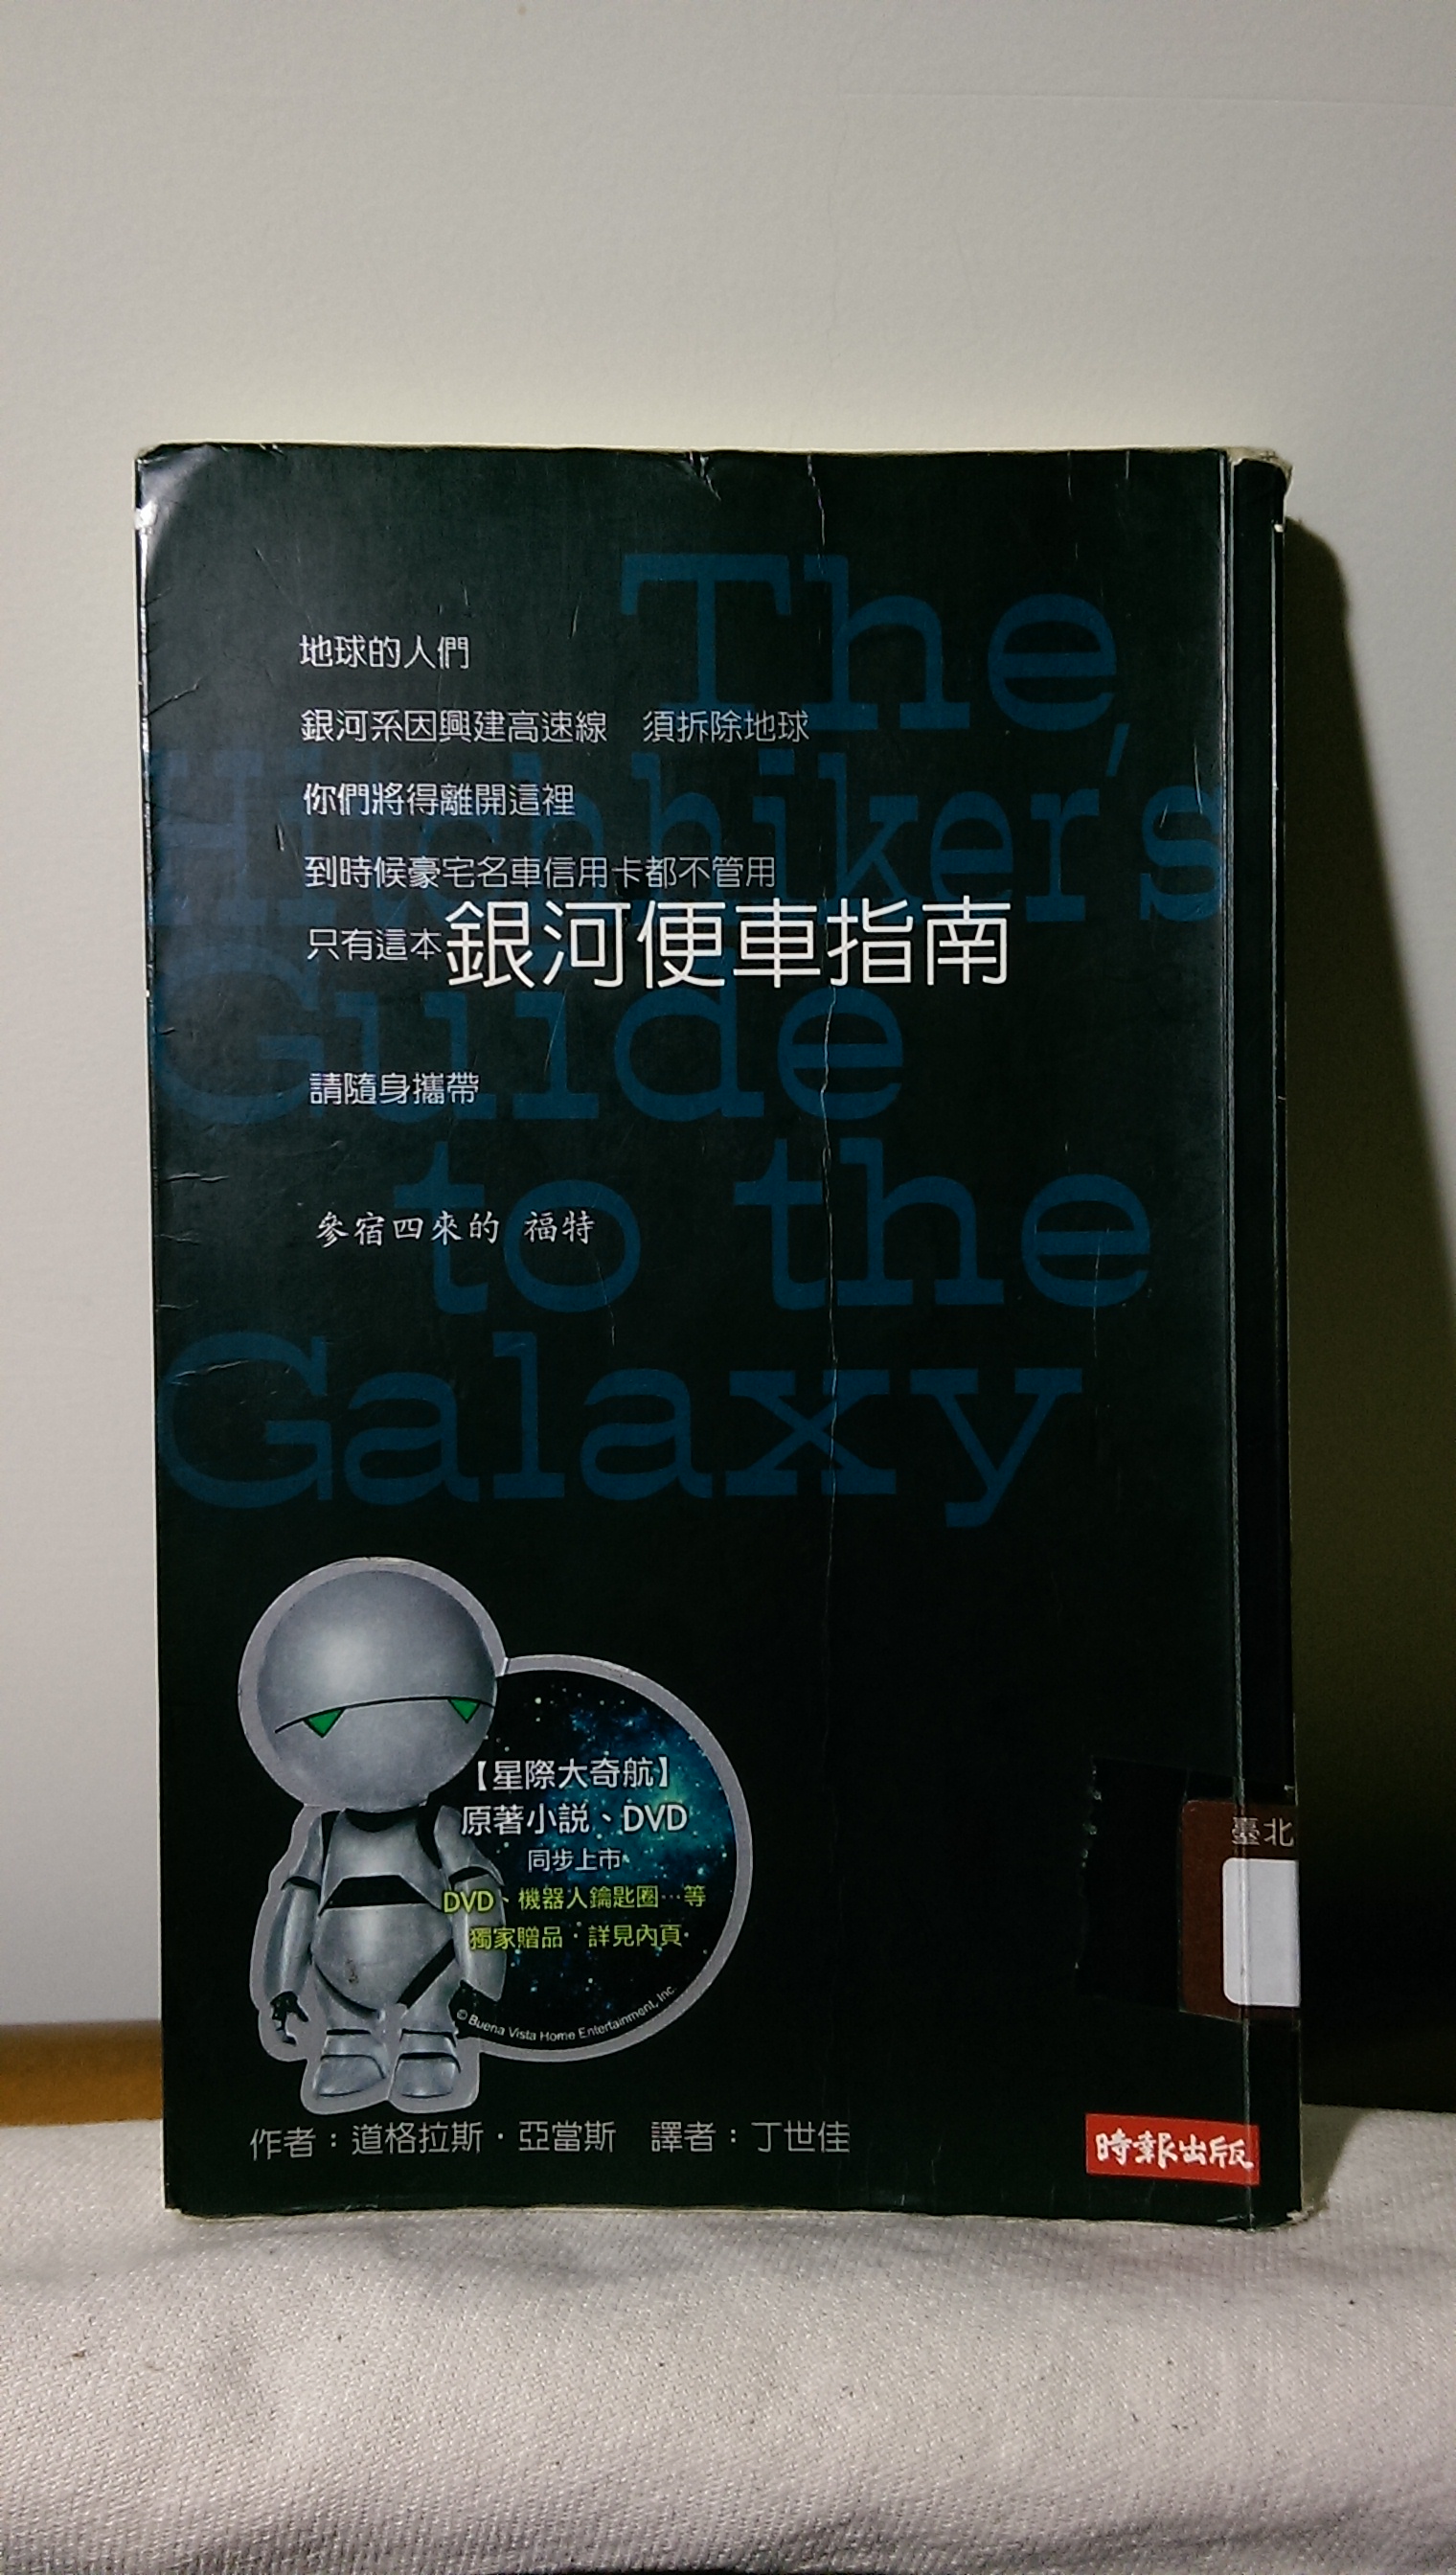 The
Hitchhiker's
Guide
to the
Galaxy
地球的人們
銀河系因興建高速線　須拆除地球
你們將得離開這裡
到時候豪宅名車信用卡都不管用
只有這本銀河便車指南
請隨身攜帶
參宿四來的 福特
【星際大奇航】
原著小説、DVD
同步上市
DVD、機器人鑰匙圈…等
獨家贈品・詳見內頁
© Buena Vista Home Entertainment, Inc.
臺北
作者：道格拉斯・亞當斯　譯者：丁世佳
時報出版